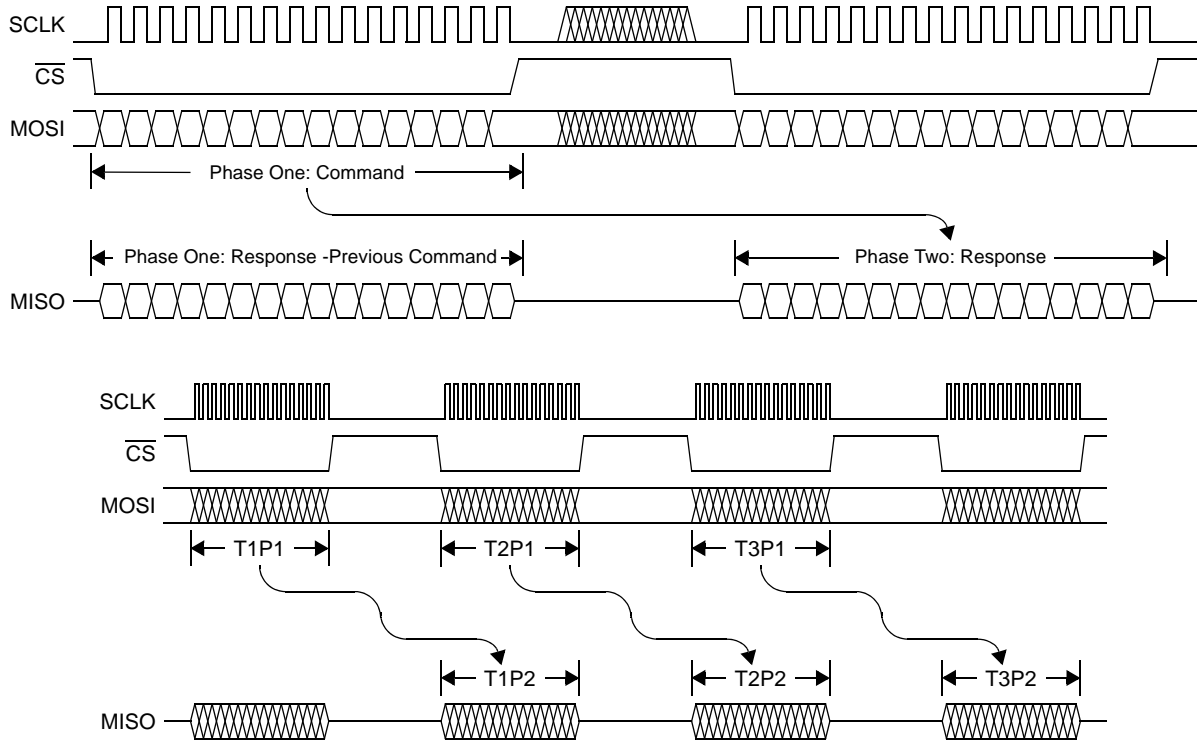 SCLK
CS
MOSI
Phase One: Command
Phase One: Response -Previous Command
Phase Two: Response
MISO
SCLK
CS
MOSI
T1P1
T2P1
T3P1
T1P2
T2P2
T3P2
MISO